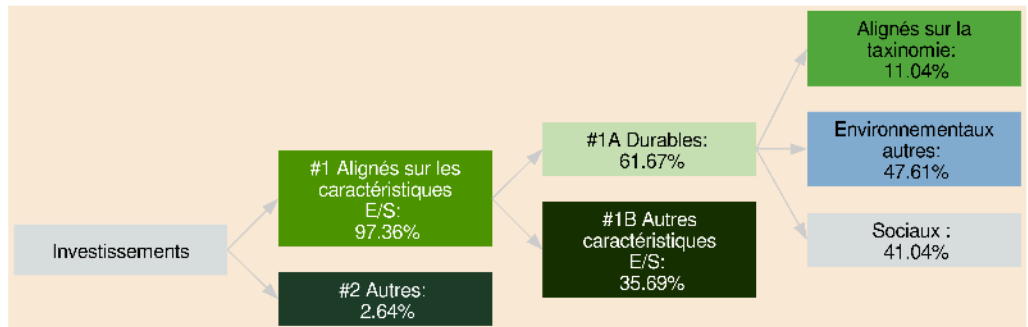 Investissements
#1 Alignés sur les
caractéristiques
E/S:
97.36%
#2 Autres:
2.64%
#1A Durables:
61.67%
#1B Autres
caractéristiques
E/S:
35.69%
Alignés sur la
taxinomie:
11.04%
Environnementaux
autres:
47.61%
Sociaux :
41.04%